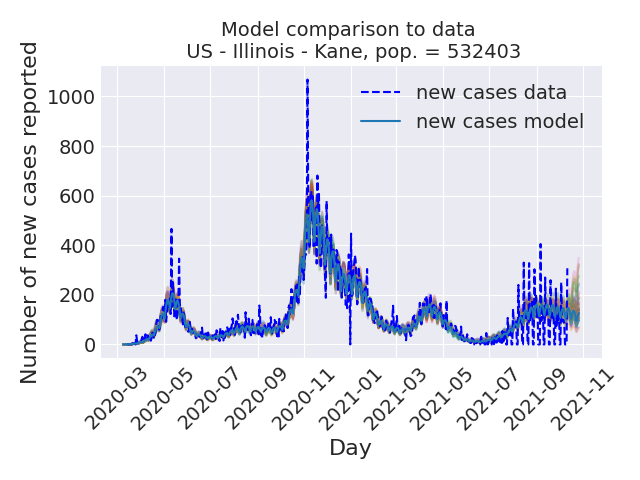 Model comparison to data
US - Illinois - Kane, pop. = 532403
Number of new cases reported
1000
800
600
400
200
0
new cases data
new cases model
2020-03
2020-05
2020-07
2020-09
2020-11
2021-01
2021-03
2021-05
2021-07
2021-09
2021-11
Day